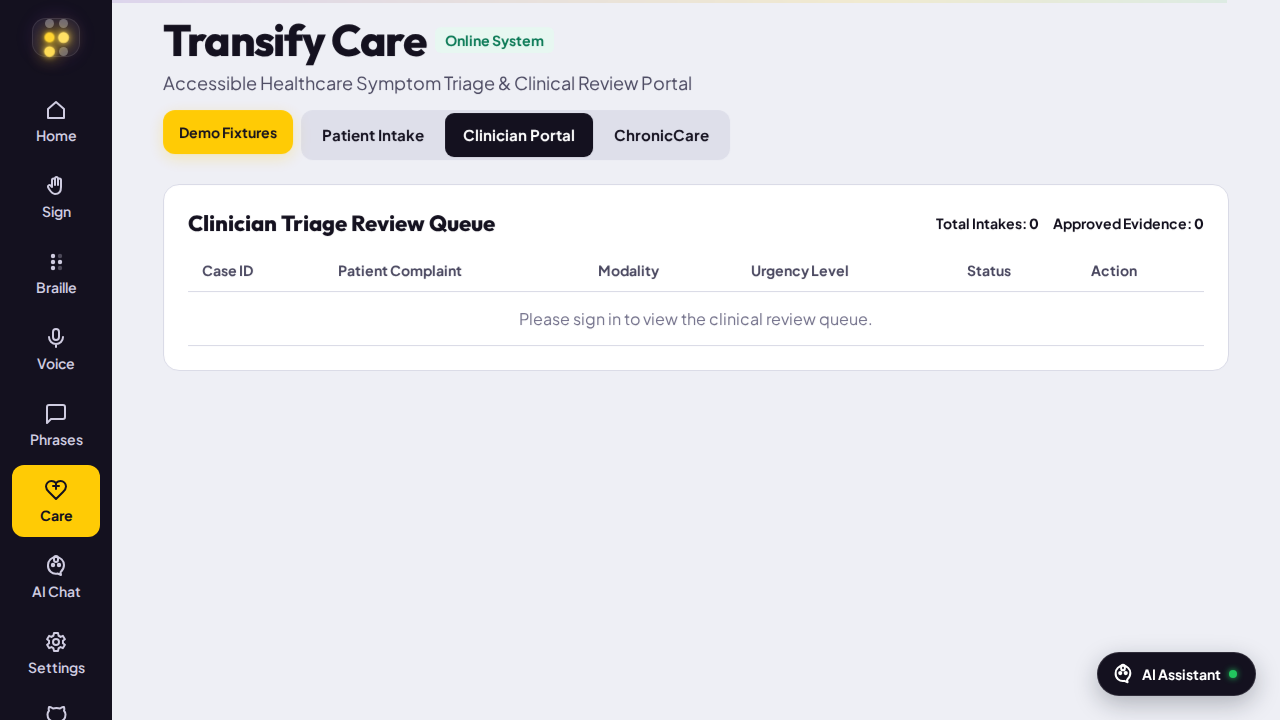 Transify Care
Online System
Accessible Healthcare Symptom Triage & Clinical Review Portal
Demo Fixtures
Patient Intake
Clinician Portal
ChronicCare
Clinician Triage Review Queue
Total Intakes: 0
Approved Evidence: 0
Case ID
Patient Complaint
Modality
Urgency Level
Status
Action
Please sign in to view the clinical review queue.
Home
Sign
Braille
Voice
Phrases
Care
AI Chat
Settings
AI Assistant